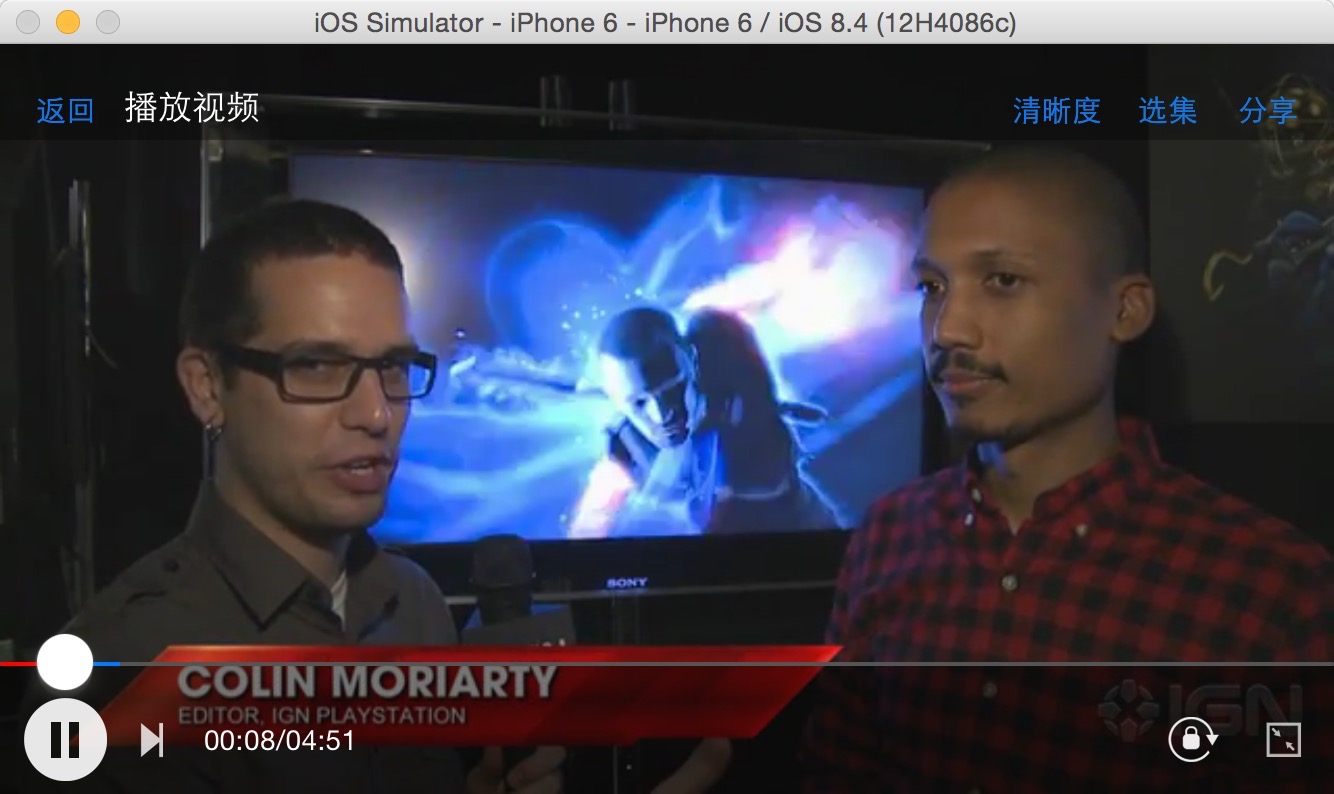 iOS Simulator - iPhone 6 - iPhone 6 / iOS 8.4 (12H4086c)
返回 播放视频 清晰度 选集 分享
SONY
COLIN MORIARTY
EDITOR, IGN PLAYSTATION
IGN
00:08/04:51